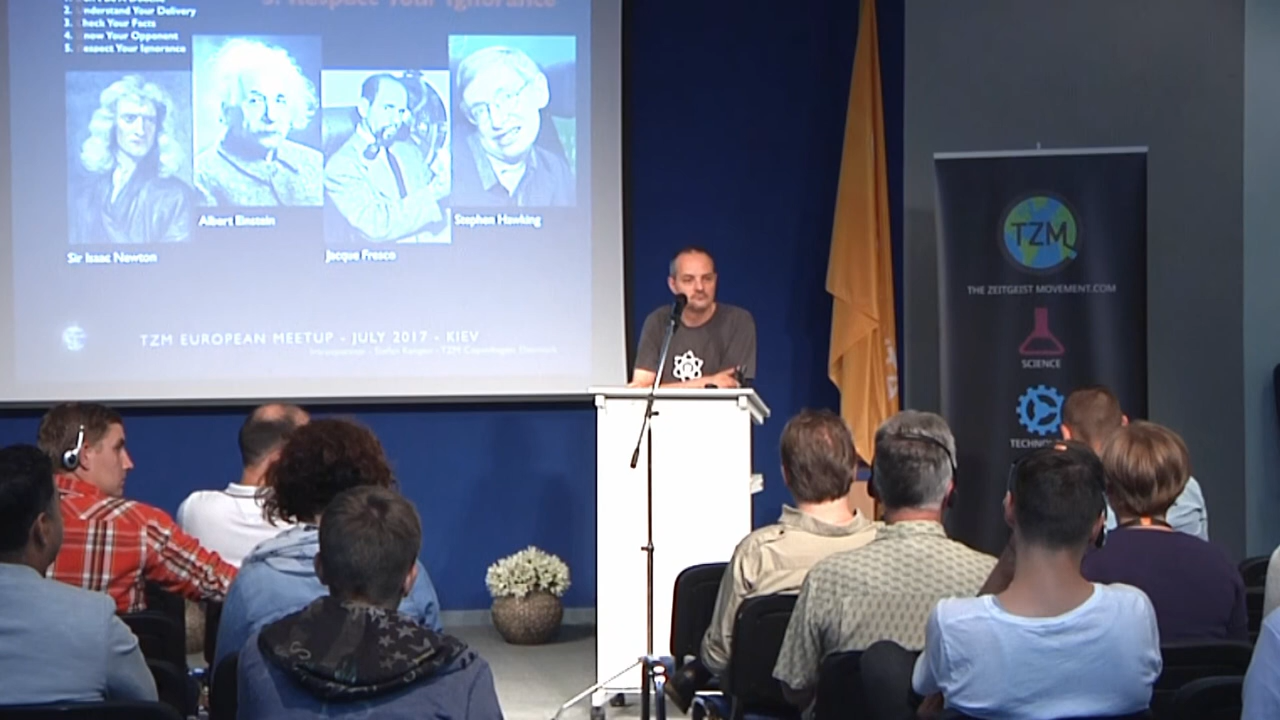 5. Respect Your Ignorance
2. Understand Your Delivery
3. Check Your Facts
4. Know Your Opponent
5. Respect Your Ignorance
Albert Einstein
Stephen Hawking
Sir Isaac Newton
Jacque Fresco
TZM EUROPEAN MEETUP - JULY 2017 - KIEV
TZM
THE ZEITGEIST MOVEMENT.COM
SCIENCE